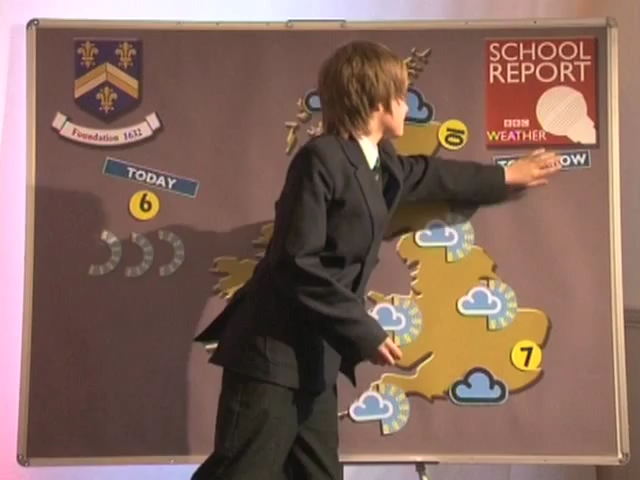 SCHOOL
REPORT
BBC
WEATHER
Foundation 1632
TODAY
6
10
7